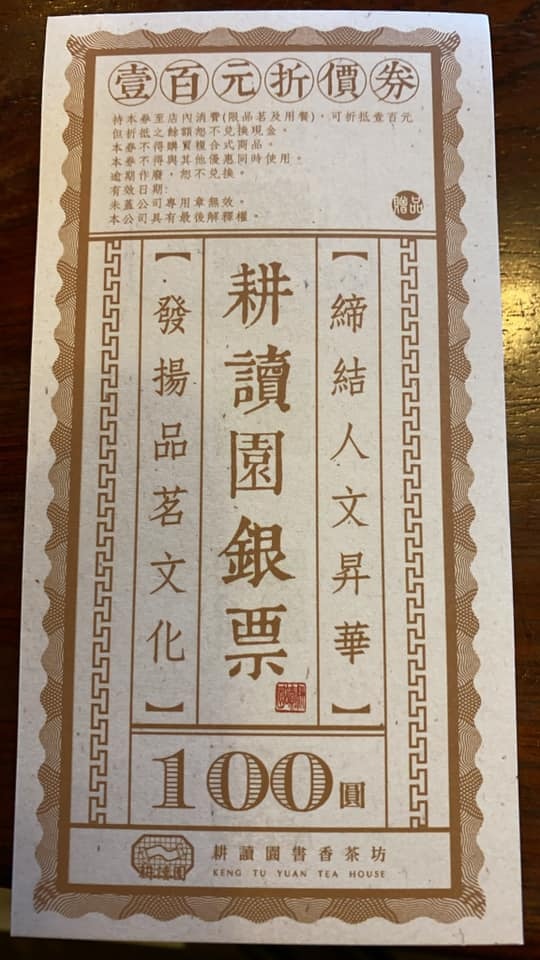 壹百元折價券
持本券至店內消費(限品茗及用餐)，可折抵壹百元
但折抵之餘額恕不兌換現金。
本券不得購買複合式商品。
本券不得與其他優惠同時使用。
逾期作廢，恕不兌換。
有效日期:
未蓋公司專用章無效。
本公司具有最後解釋權。
贈品
【締結人文昇華】
耕讀園銀票
【發揚品茗文化】
100圓
耕讀園
耕讀園書香茶坊
KENG TU YUAN TEA HOUSE